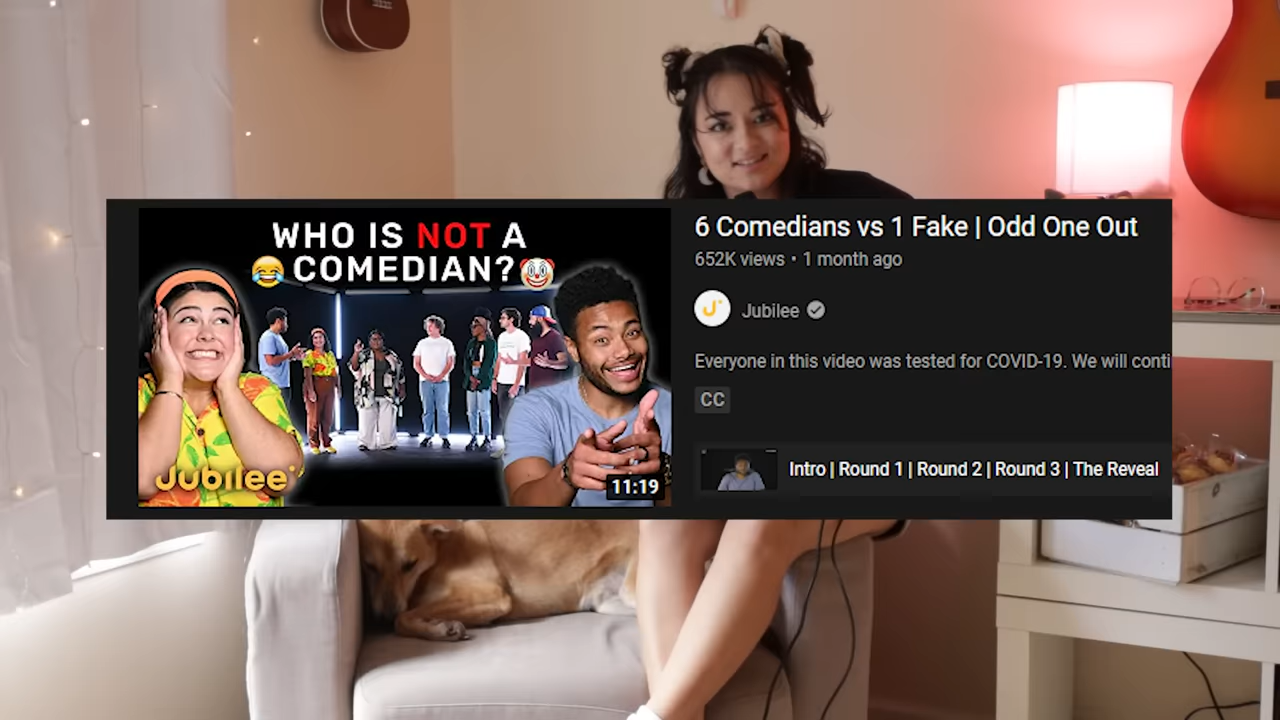 WHO IS NOT A
COMEDIAN?
Jubilee
11:19
6 Comedians vs 1 Fake | Odd One Out
652K views • 1 month ago
Jubilee
Everyone in this video was tested for COVID-19. We will conti
CC
Intro | Round 1 | Round 2 | Round 3 | The Reveal